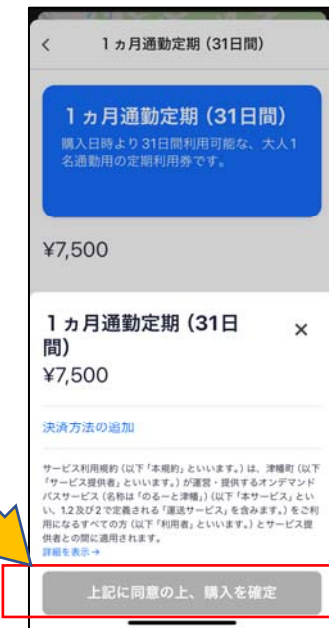 1ヵ月通勤定期（31日間）
1ヵ月通勤定期（31日間）
購入日時より31日間利用可能な、大人1
名通勤用の定期利用券です。
¥7,500
1ヵ月通勤定期（31日
間）
¥7,500
決済方法の追加
サービス利用規約（以下「本規約」といいます。）は、津幡町（以下
「サービス提供者」といいます。）が運営・提供するオンデマンド
バスサービス（名称は「のるーと津幡」）（以下「本サービス」とい
い、1.2及び2で定義される「運送サービス」を含みます。）をご利
用になるすべての方（以下「利用者」といいます。）とサービス提
供者との間に適用されます。
詳細を表示→
上記に同意の上、購入を確定